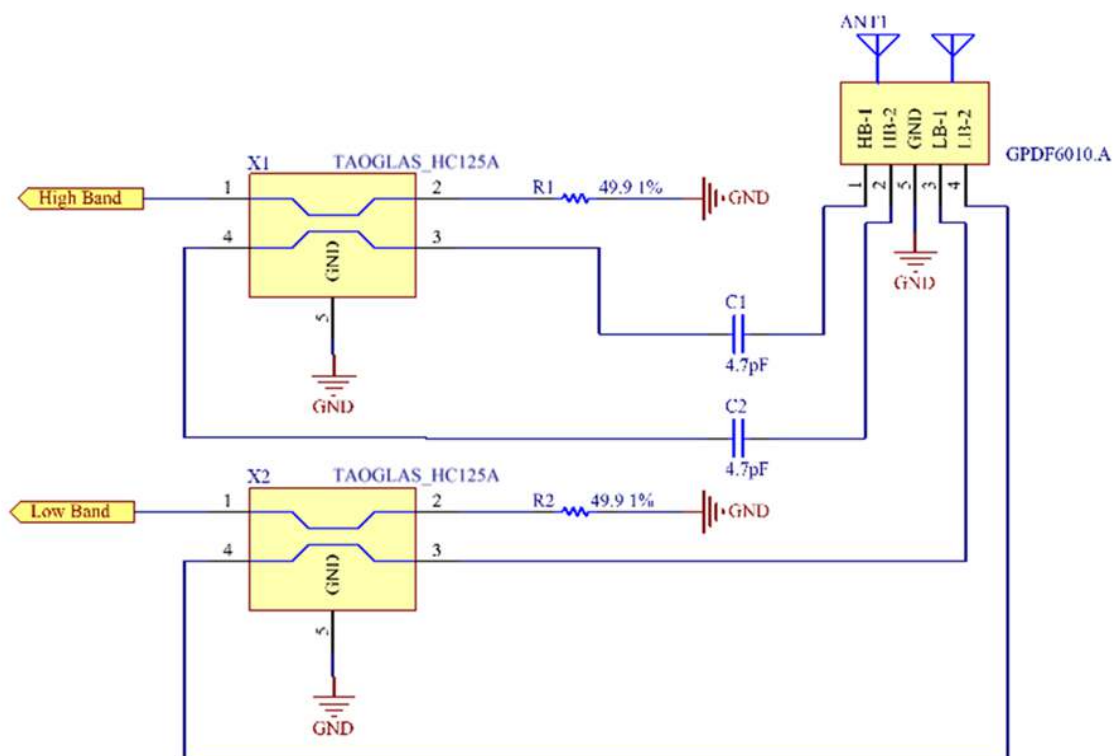 ANT1
HB-1
HB-2
GND
LB-1
LB-2
GPDF6010.A
1
2
5
3
4
GND
X1
TAOGLAS_HC125A
High Band
1
2
R1
49.9 1%
GND
4
3
GND
5
GND
C1
4.7pF
C2
4.7pF
X2
TAOGLAS_HC125A
Low Band
1
2
R2
49.9 1%
GND
4
3
GND
5
GND